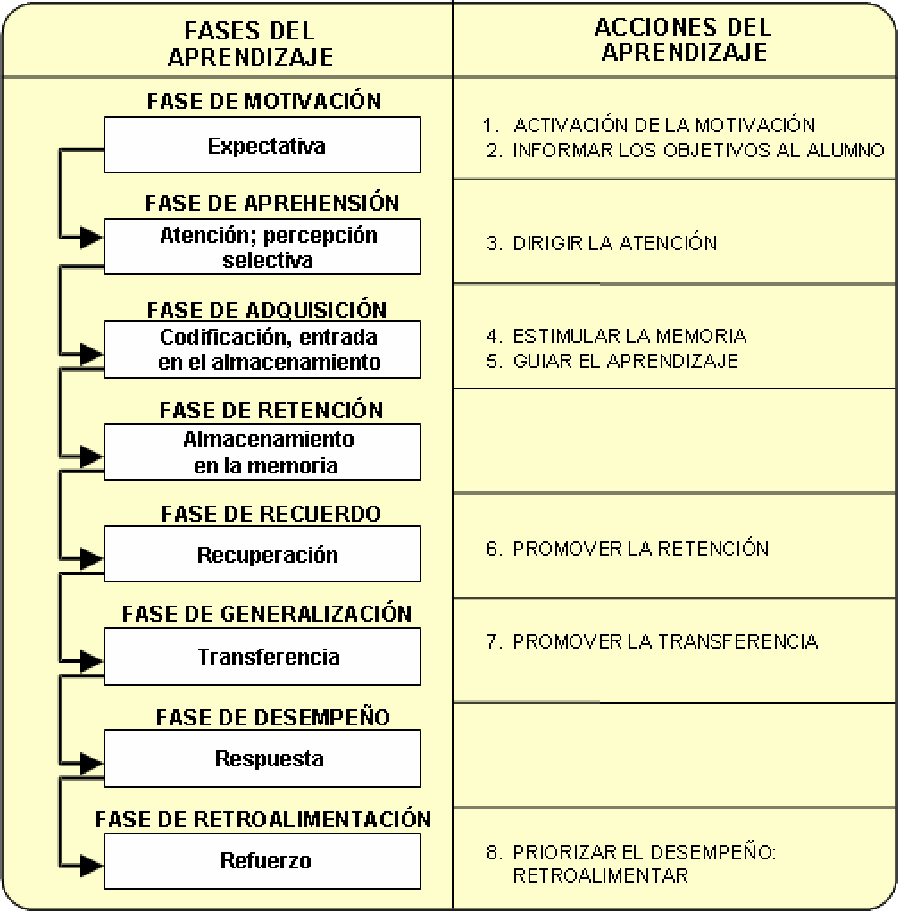 FASES DEL
APRENDIZAJE
ACCIONES DEL
APRENDIZAJE
FASE DE MOTIVACIÓN
Expectativa
1. ACTIVACIÓN DE LA MOTIVACIÓN
2. INFORMAR LOS OBJETIVOS AL ALUMNO
FASE DE APREHENSIÓN
Atención; percepción
selectiva
3. DIRIGIR LA ATENCIÓN
FASE DE ADQUISICIÓN
Codificación, entrada
en el almacenamiento
4. ESTIMULAR LA MEMORIA
5. GUIAR EL APRENDIZAJE
FASE DE RETENCIÓN
Almacenamiento
en la memoria
FASE DE RECUERDO
Recuperación
6. PROMOVER LA RETENCIÓN
FASE DE GENERALIZACIÓN
Transferencia
7. PROMOVER LA TRANSFERENCIA
FASE DE DESEMPEÑO
Respuesta
FASE DE RETROALIMENTACIÓN
Refuerzo
8. PRIORIZAR EL DESEMPEÑO:
RETROALIMENTAR